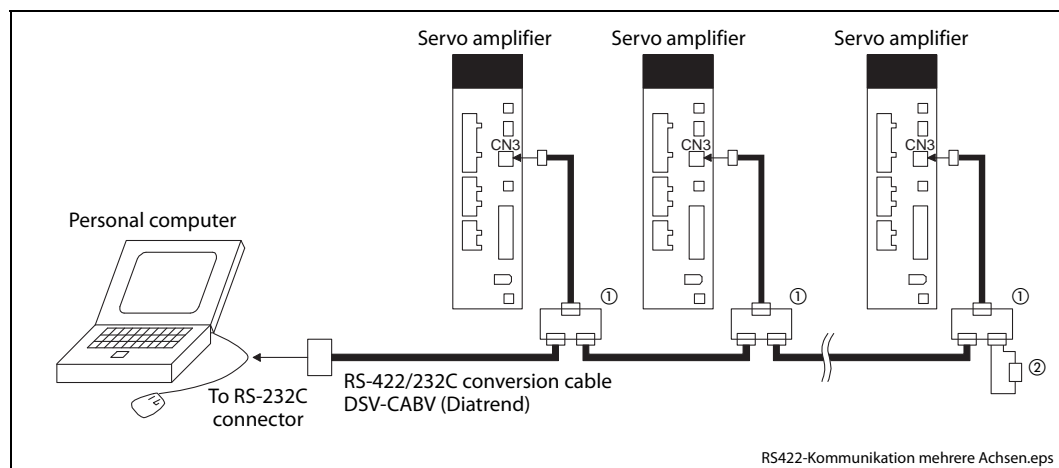 Servo amplifier
Servo amplifier
Servo amplifier
CN3
CN3
CN3
Personal computer
①
①
①
②
To RS-232C
connector
RS-422/232C conversion cable
DSV-CABV (Diatrend)
RS422-Kommunikation mehrere Achsen.eps